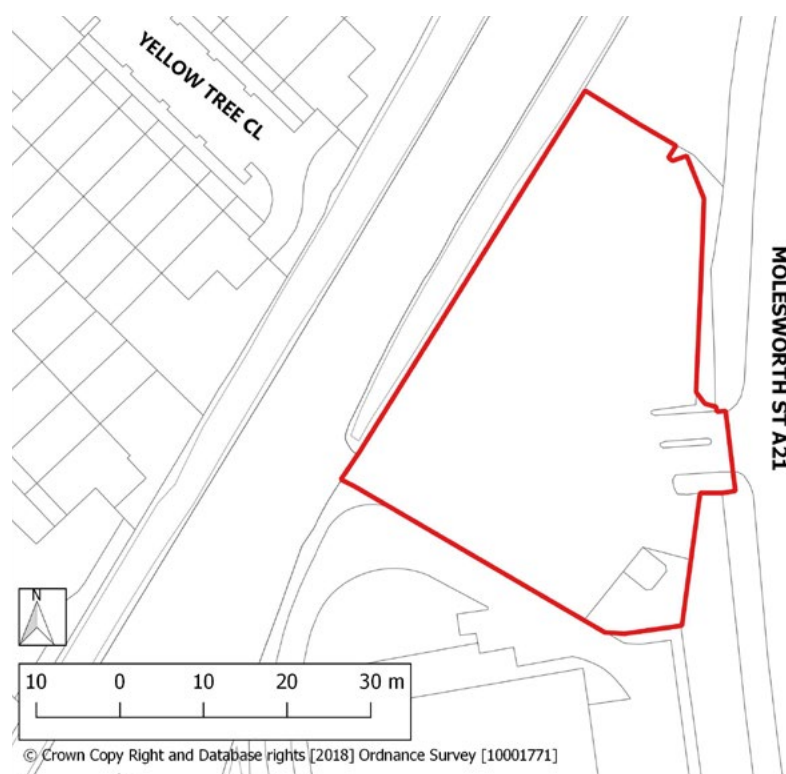 YELLOW TREE CL
MOLESWORTH ST A21
N
10 0 10 20 30 m
© Crown Copy Right and Database rights [2018] Ordnance Survey [10001771]